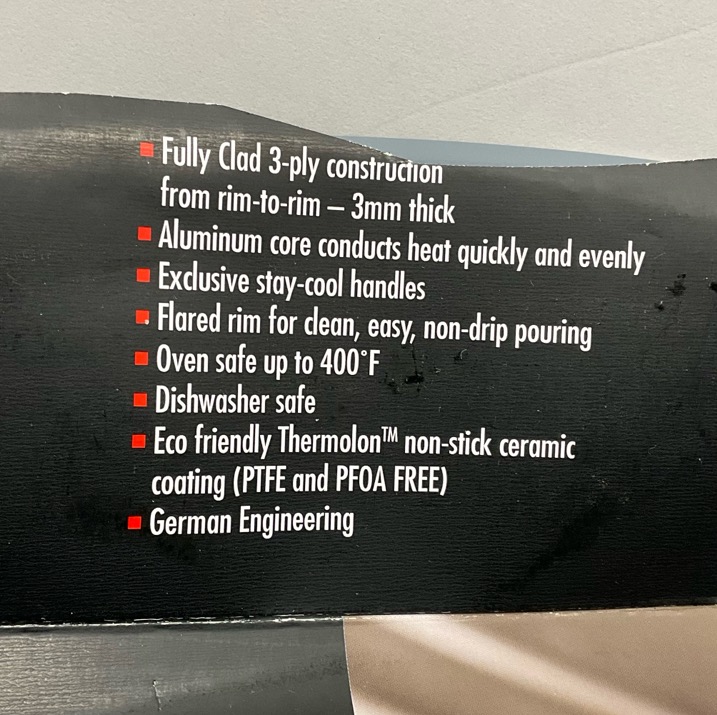 Fully Clad 3-ply construction
from rim-to-rim – 3mm thick
Aluminum core conducts heat quickly and evenly
Exclusive stay-cool handles
Flared rim for clean, easy, non-drip pouring
Oven safe up to 400°F
Dishwasher safe
Eco friendly Thermolon™ non-stick ceramic
coating (PTFE and PFOA FREE)
German Engineering